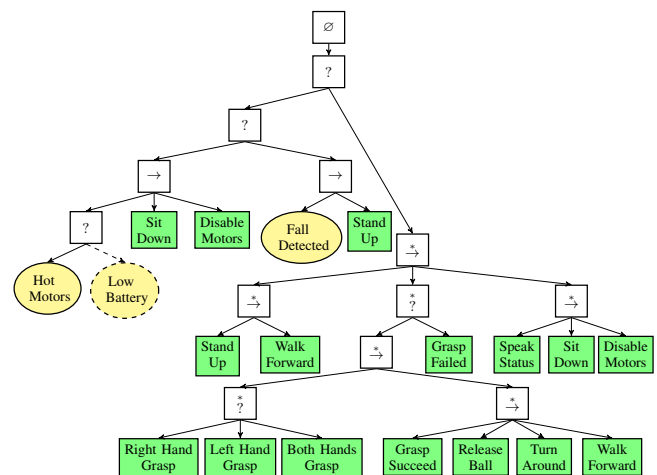 ∅
?
?
→
→
?
Sit
Down
Disable
Motors
Fall
Detected
Stand
Up
Hot
Motors
Low
Battery
*
→
*
→
*
?
*
→
Stand
Up
Walk
Forward
*
→
Grasp
Failed
Speak
Status
Sit
Down
Disable
Motors
*
?
*
→
Right Hand
Grasp
Left Hand
Grasp
Both Hands
Grasp
Grasp
Succeed
Release
Ball
Turn
Around
Walk
Forward